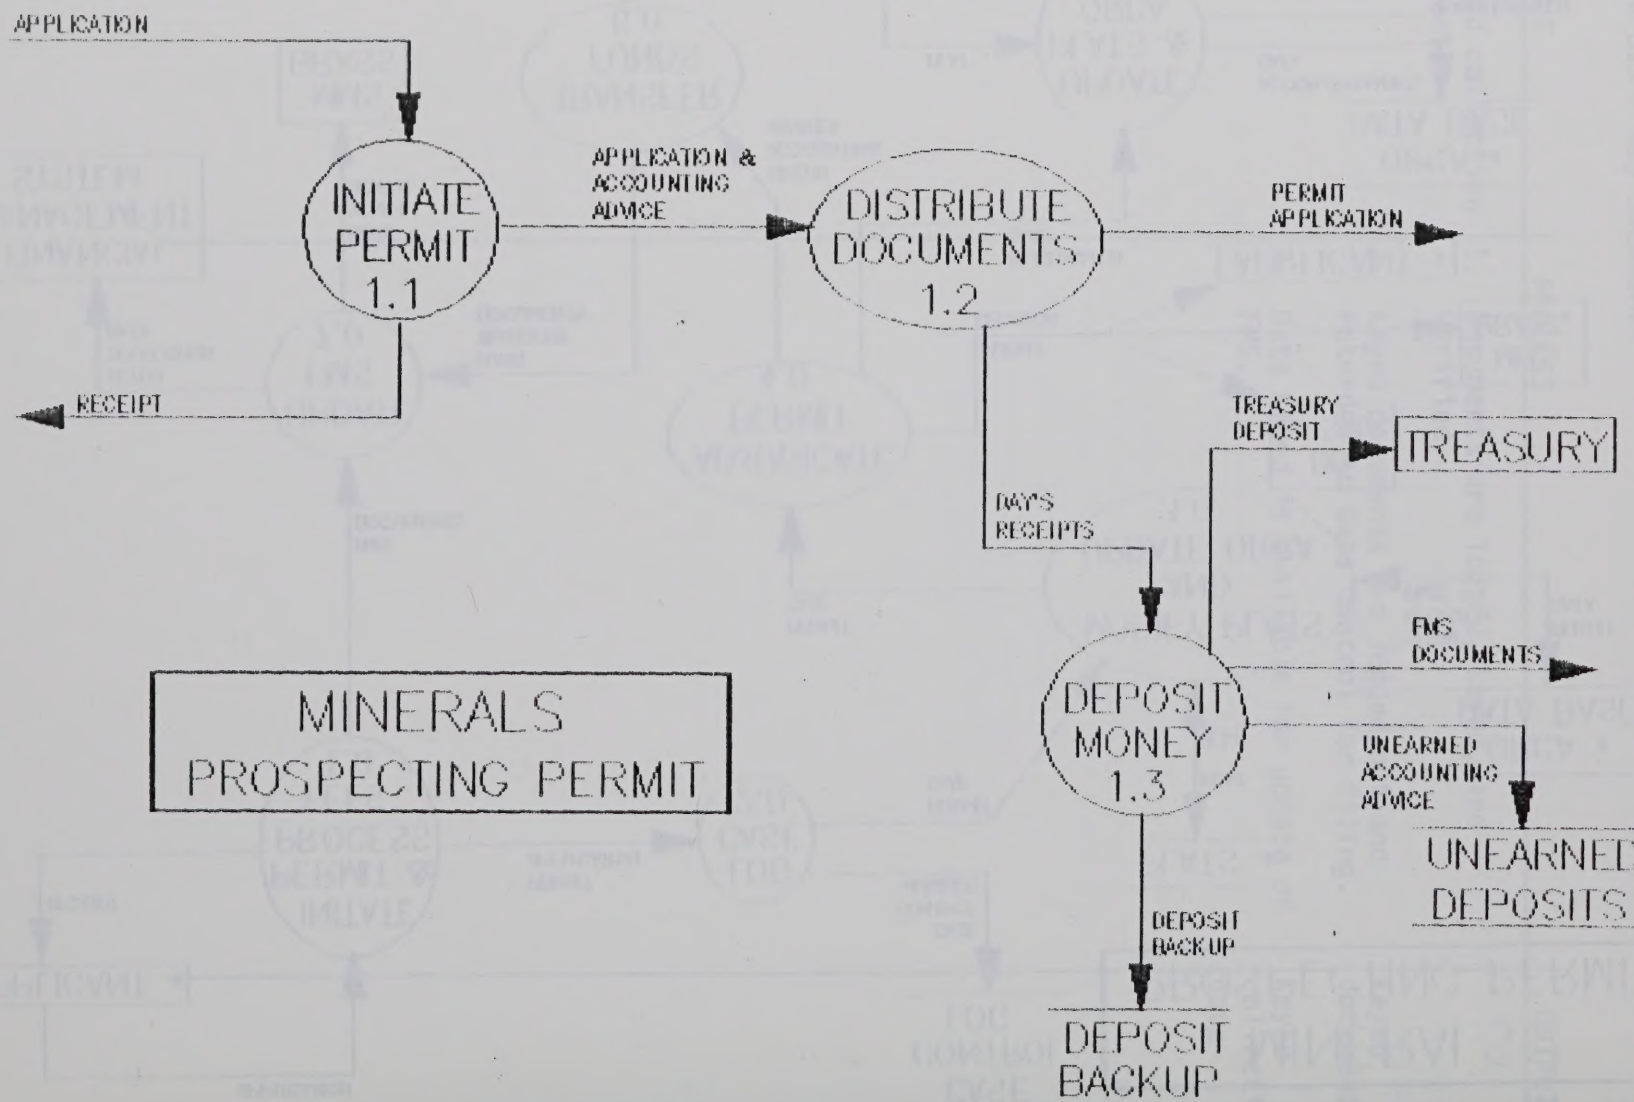 APPLICATION
INITIATE
PERMIT
1.1
APPLICATION &
ACCOUNTING
ADVICE
DISTRIBUTE
DOCUMENTS
1.2
PERMIT
APPLICATION
RECEIPT
TREASURY
DEPOSIT
TREASURY
DAY'S
RECEIPTS
FMS
DOCUMENTS
MINERALS
PROSPECTING PERMIT
DEPOSIT
MONEY
1.3
UNEARNED
ACCOUNTING
ADVICE
UNEARNED
DEPOSITS
DEPOSIT
BACKUP
DEPOSIT
BACKUP